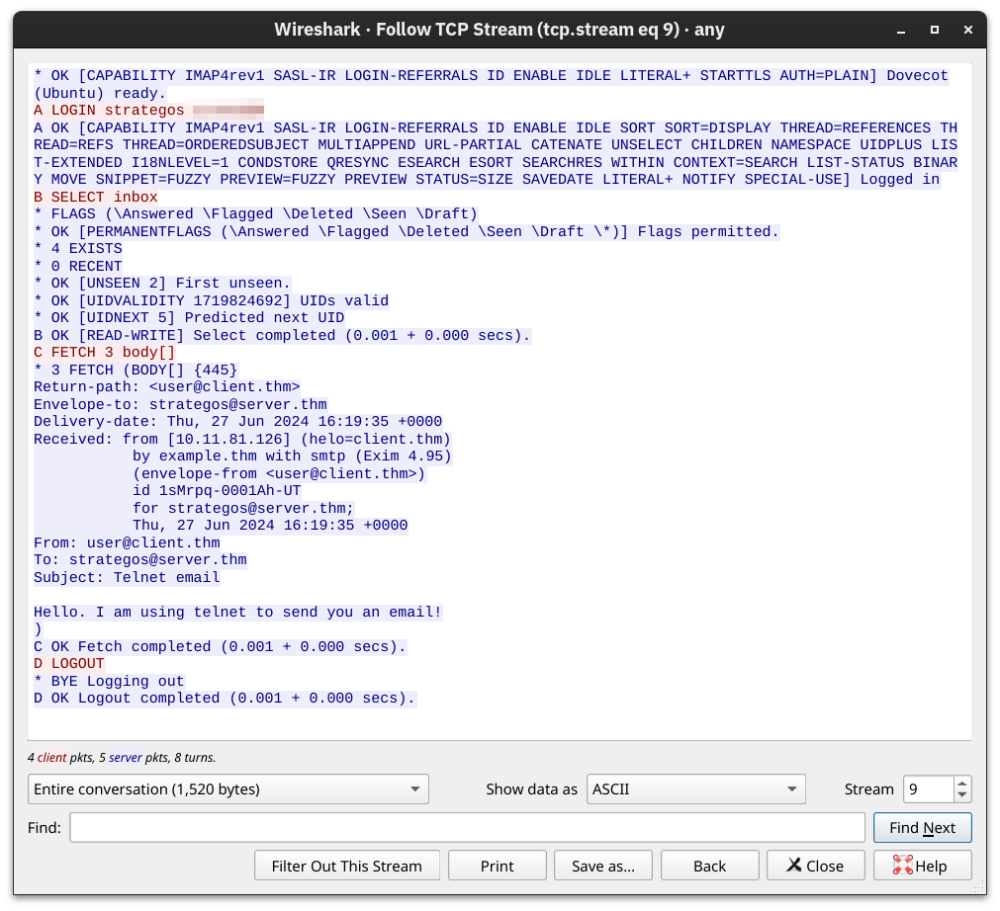 Wireshark · Follow TCP Stream (tcp.stream eq 9) · any
* OK [CAPABILITY IMAP4rev1 SASL-IR LOGIN-REFERRALS ID ENABLE IDLE LITERAL+ STARTTLS AUTH=PLAIN] Dovecot
(Ubuntu) ready.
A LOGIN strategos
A OK [CAPABILITY IMAP4rev1 SASL-IR LOGIN-REFERRALS ID ENABLE IDLE SORT SORT=DISPLAY THREAD=REFERENCES TH
READ=REFS THREAD=ORDEREDSUBJECT MULTIAPPEND URL-PARTIAL CATENATE UNSELECT CHILDREN NAMESPACE UIDPLUS LIS
T-EXTENDED I18NLEVEL=1 CONDSTORE QRESYNC ESEARCH ESORT SEARCHRES WITHIN CONTEXT=SEARCH LIST-STATUS BINAR
Y MOVE SNIPPET=FUZZY PREVIEW=FUZZY PREVIEW STATUS=SIZE SAVEDATE LITERAL+ NOTIFY SPECIAL-USE] Logged in
B SELECT inbox
* FLAGS (\Answered \Flagged \Deleted \Seen \Draft)
* OK [PERMANENTFLAGS (\Answered \Flagged \Deleted \Seen \Draft \*)] Flags permitted.
* 4 EXISTS
* 0 RECENT
* OK [UNSEEN 2] First unseen.
* OK [UIDVALIDITY 1719824692] UIDs valid
* OK [UIDNEXT 5] Predicted next UID
B OK [READ-WRITE] Select completed (0.001 + 0.000 secs).
C FETCH 3 body[]
* 3 FETCH (BODY[] {445}
Return-path: <user@client.thm>
Envelope-to: strategos@server.thm
Delivery-date: Thu, 27 Jun 2024 16:19:35 +0000
Received: from [10.11.81.126] (helo=client.thm)
by example.thm with smtp (Exim 4.95)
(envelope-from <user@client.thm>)
id 1sMrpq-0001Ah-UT
for strategos@server.thm;
Thu, 27 Jun 2024 16:19:35 +0000
From: user@client.thm
To: strategos@server.thm
Subject: Telnet email
Hello. I am using telnet to send you an email!
)
C OK Fetch completed (0.001 + 0.000 secs).
D LOGOUT
* BYE Logging out
D OK Logout completed (0.001 + 0.000 secs).
4 client pkts, 5 server pkts, 8 turns.
Entire conversation (1,520 bytes) Show data as ASCII Stream 9
Find: Find Next
Filter Out This Stream Print Save as... Back Close Help